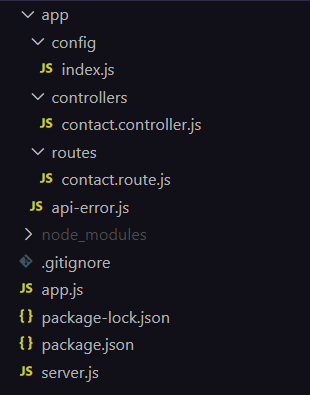 app
config
JS index.js
controllers
JS contact.controller.js
routes
JS contact.route.js
JS api-error.js
node_modules
.gitignore
JS app.js
{} package-lock.json
{} package.json
JS server.js